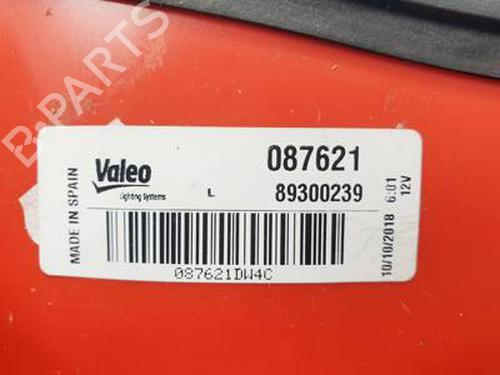 B-PARTS
MADE IN SPAIN
Valeo
Lighting Systems
L
087621
89300239
087621DW4C
10/10/2018 6:01
12V